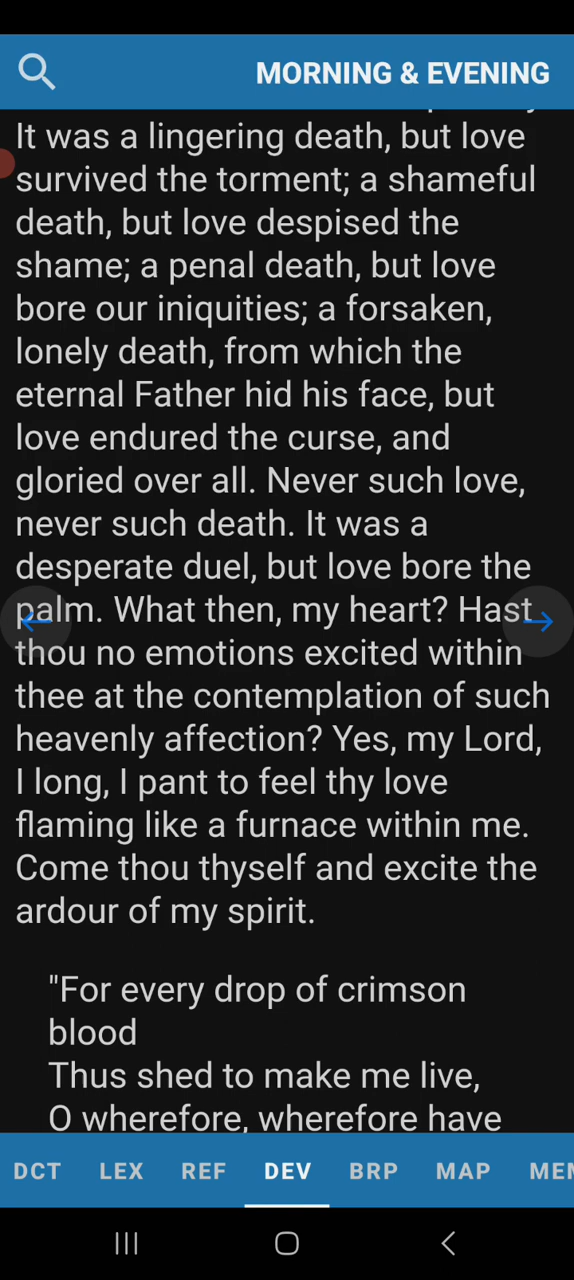 MORNING & EVENING
It was a lingering death, but love
survived the torment; a shameful
death, but love despised the
shame; a penal death, but love
bore our iniquities; a forsaken,
lonely death, from which the
eternal Father hid his face, but
love endured the curse, and
gloried over all. Never such love,
never such death. It was a
desperate duel, but love bore the
palm. What then, my heart? Hast
thou no emotions excited within
thee at the contemplation of such
heavenly affection? Yes, my Lord,
I long, I pant to feel thy love
flaming like a furnace within me.
Come thou thyself and excite the
ardour of my spirit.
"For every drop of crimson
blood
Thus shed to make me live,
O wherefore, wherefore have
DCT LEX REF DEV BRP MAP